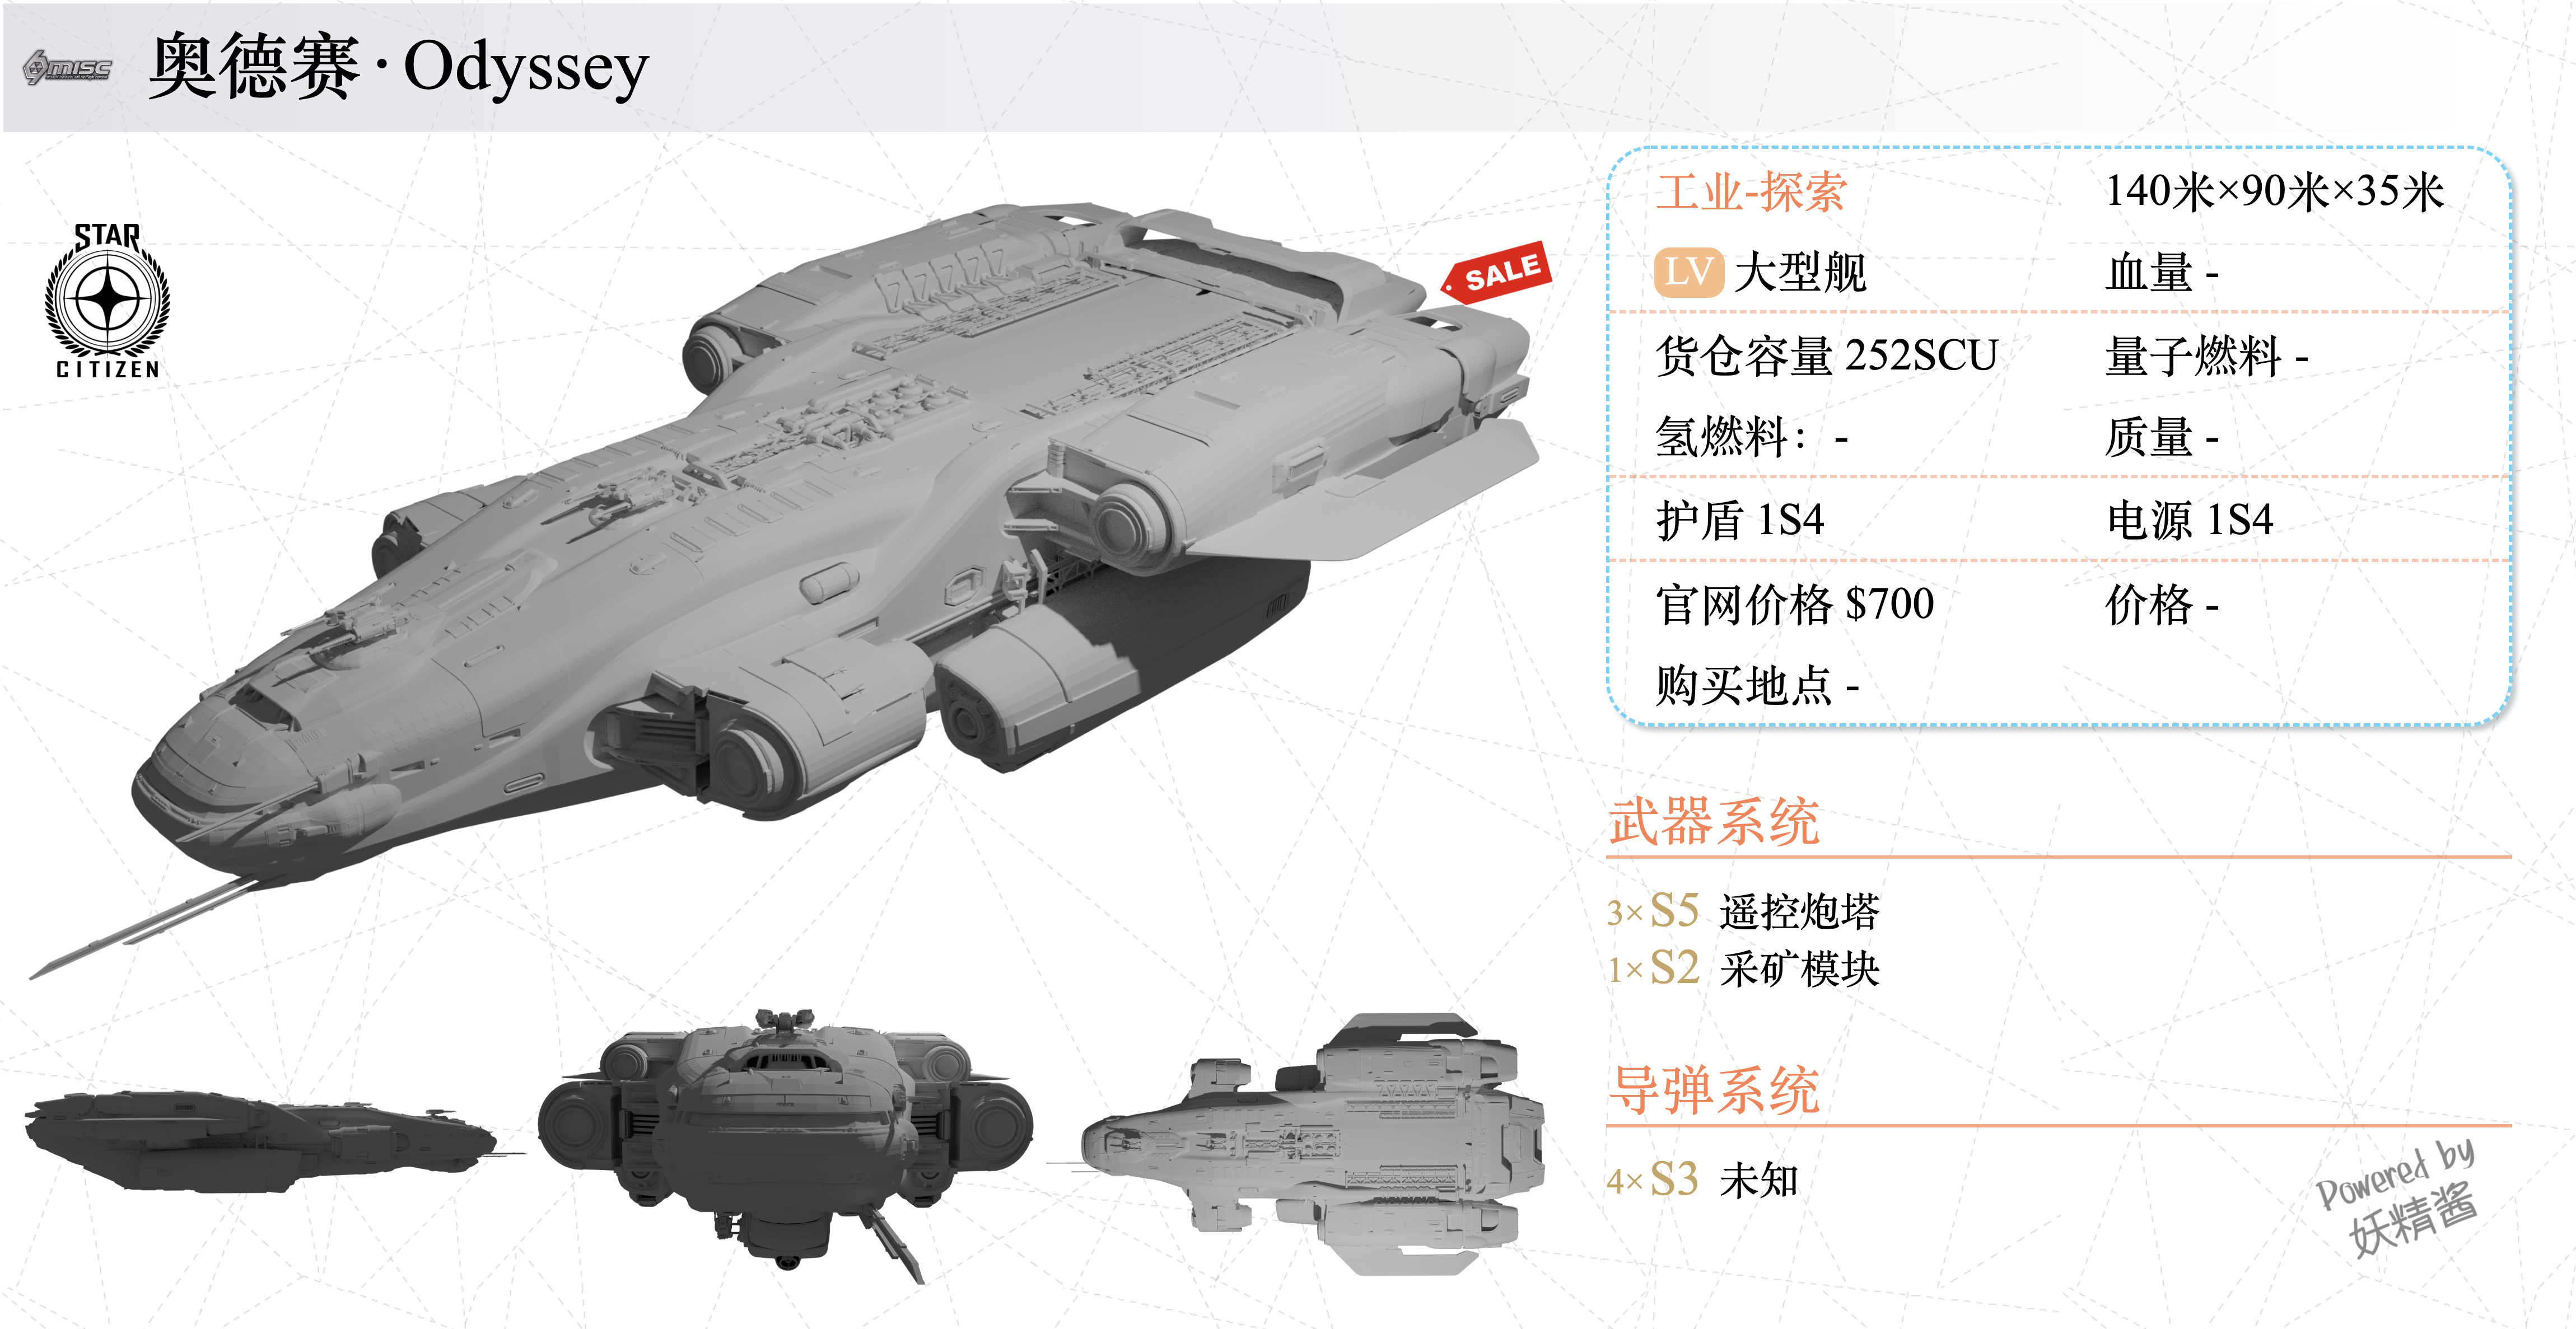 MISC
奥德赛·Odyssey
STAR
CITIZEN
SALE
工业-探索 140米×90米×35米
LV 大型舰 血量 -
货仓容量 252SCU 量子燃料 -
氢燃料： - 质量 -
护盾 1S4 电源 1S4
官网价格 $700 价格 -
购买地点 -
武器系统
3× S5 遥控炮塔
1× S2 采矿模块
导弹系统
4× S3 未知
Powered by
妖精酱